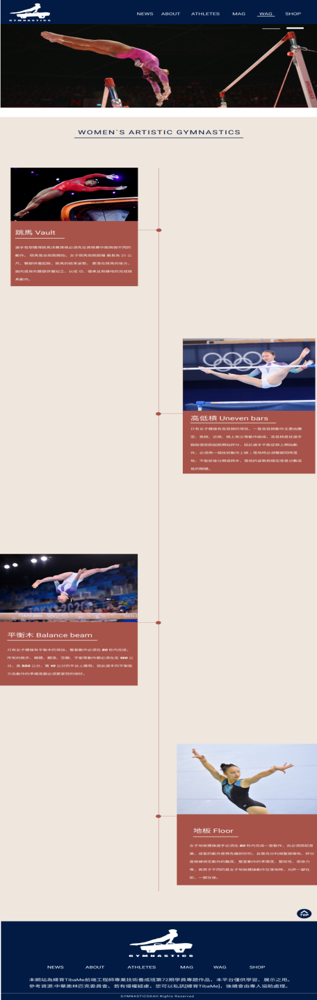 GYMNASTICS
NEWS ABOUT ATHLETES MAG WAG SHOP
WOMEN`S ARTISTIC GYMNASTICS
跳馬 Vault
選手若想獲得跳馬決賽資格必須先在資格賽中跳兩個不同的
動作。 跳馬是由助跑開始,女子跳馬助跑距離 最長為 25 公
尺,雙腳併攏起跳,跳馬的結束姿勢, 要落在跳馬的後方,
面向或背向雙腳併攏站立,以成 功、優美且熟練地的完成跳
馬動作。
高低槓 Uneven bars
只有女子體操有高低槓的項目。一套高低槓動作主要由騰
空、換槓、近槓、槓上倒立等動作組成。高低槓是從選手
踏板或助跑起跳開始評分,因此選手不能從槓上開始動
作,必須用一個技術動作上槓;落地時必須雙腳同時落
地,不能前後分開或跨步,落地的姿勢與穩定度是分數高
低的關鍵。
TOKYO 2020
平衡木 Balance beam
只有女子體操有平衡木的項目。整套動作必須在 90 秒內完成,
所有的跑步、轉體、翻滾、空翻、平衡等動作都必須在高 120 公
分,長 500 公分,寬 10 公分的平台上展現,因此選手的平衡能
力及動作的準確度都必須要掌控的很好。
地板 Floor
女子地板體操選手必須在 90 秒內完成一套動作,且必須搭配音
樂。成套的動作是預先編排好的,且需充分利用整個場地。評分
是根據規定動作的難度、整套動作的準確度、藝術性、感染力
等。與男子不同的是女子地板體操動作在落地時,允許一腳在
前,一腳在後。
TOP
GYMNASTICS
NEWS ABOUT ATHLETES MAG WAG SHOP
本網站為緯育TibaMe前端工程師專業技術養成班第72期學員專題作品,本平台僅供學習、展示之用。
參考資源:中華奧林匹克委員會。若有侵權疑慮,您可以私訊[緯育TibaMe],後續會由專人協助處理。
GYMNASTICS©All Rights Reserved